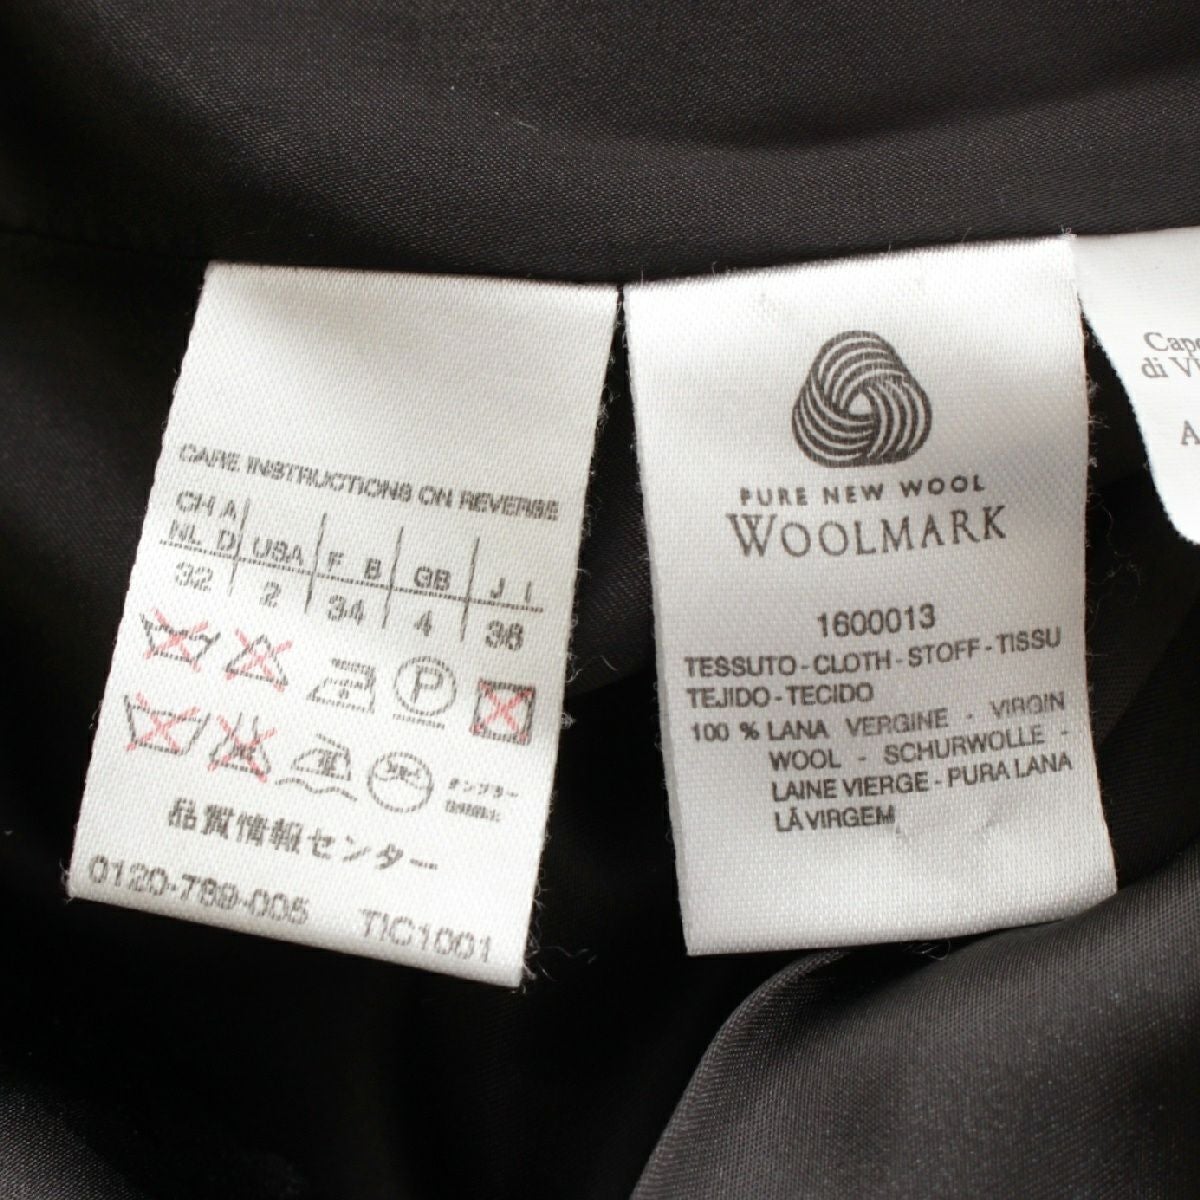 CARE INSTRUCTIONS ON REVERSE
CH A
NL D USA F B GB J I
32 2 34 4 36
P
品質情報センター
0120-789-005 TIC1001
PURE NEW WOOL
WOOLMARK
1600013
TESSUTO - CLOTH - STOFF - TISSU
TEJIDO - TECIDO
100 % LANA VERGINE - VIRGIN
WOOL - SCHURWOLLE -
LAINE VIERGE - PURA LANA
LÃ VIRGEM
di
A